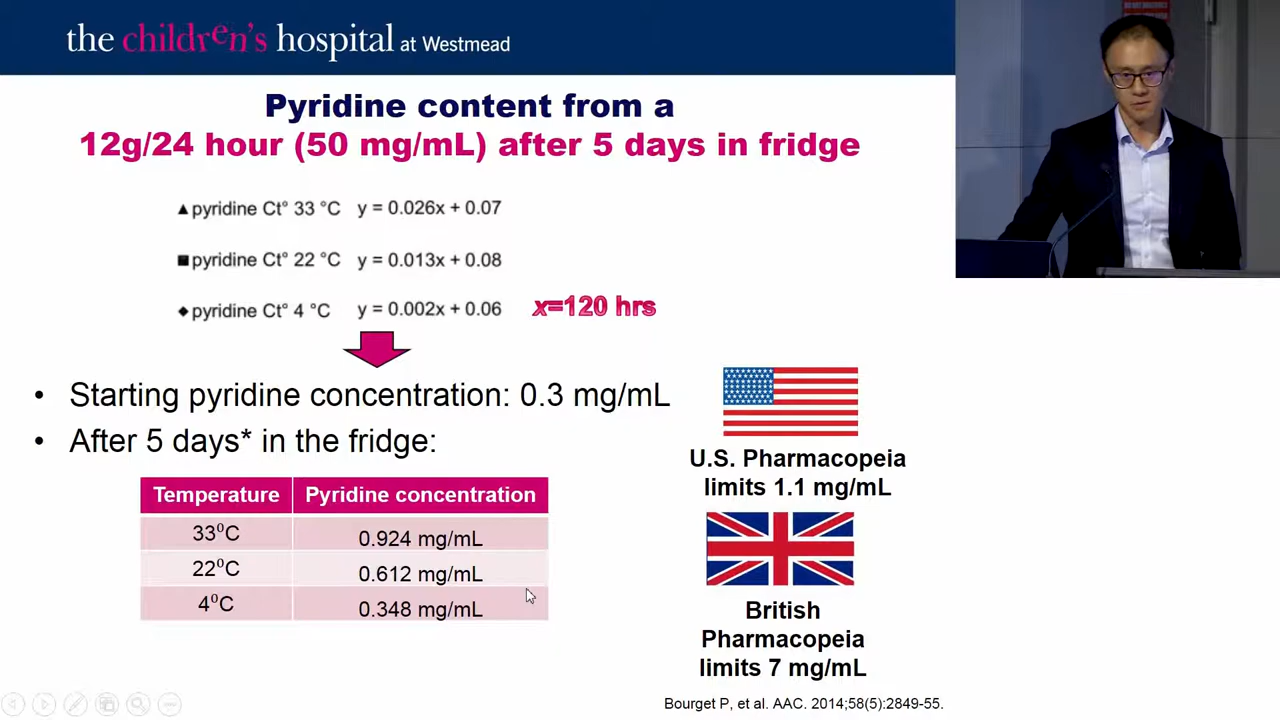 the children's hospital at Westmead
Pyridine content from a
12g/24 hour (50 mg/mL) after 5 days in fridge
▲ pyridine Ct° 33 °C y = 0.026x + 0.07
■ pyridine Ct° 22 °C y = 0.013x + 0.08
◆ pyridine Ct° 4 °C y = 0.002x + 0.06 x=120 hrs
• Starting pyridine concentration: 0.3 mg/mL
• After 5 days* in the fridge:
Temperature Pyridine concentration
33⁰C 0.924 mg/mL
22⁰C 0.612 mg/mL
4⁰C 0.348 mg/mL
U.S. Pharmacopeia
limits 1.1 mg/mL
British
Pharmacopeia
limits 7 mg/mL
Bourget P, et al. AAC. 2014;58(5):2849-55.